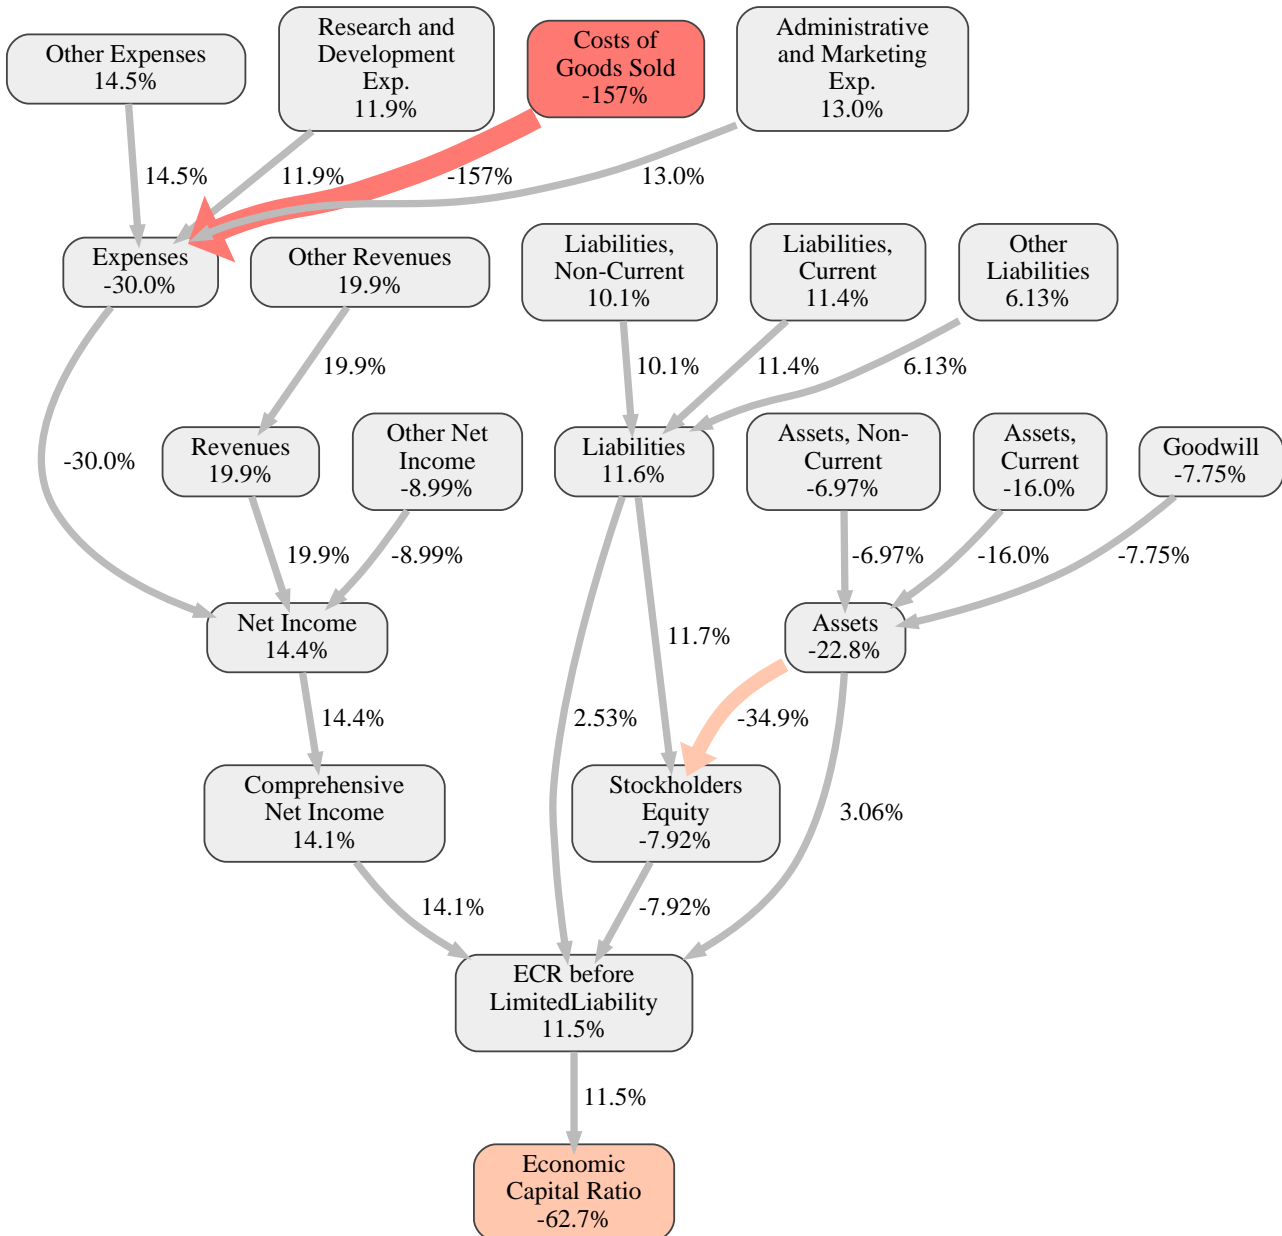 Other Expenses
14.5%
Research and
Development
Exp.
11.9%
Costs of
Goods Sold
-157%
Administrative
and Marketing
Exp.
13.0%
14.5%
11.9%
-157%
13.0%
Expenses
-30.0%
Other Revenues
19.9%
Liabilities,
Non-Current
10.1%
Liabilities,
Current
11.4%
Other
Liabilities
6.13%
19.9%
10.1%
11.4%
6.13%
-30.0%
Revenues
19.9%
Other Net
Income
-8.99%
Liabilities
11.6%
Assets, Non-
Current
-6.97%
Assets,
Current
-16.0%
Goodwill
-7.75%
19.9%
-8.99%
-6.97%
-16.0%
-7.75%
Net Income
14.4%
11.7%
Assets
-22.8%
14.4%
2.53%
-34.9%
Comprehensive
Net Income
14.1%
Stockholders
Equity
-7.92%
3.06%
14.1%
-7.92%
ECR before
LimitedLiability
11.5%
11.5%
Economic
Capital Ratio
-62.7%